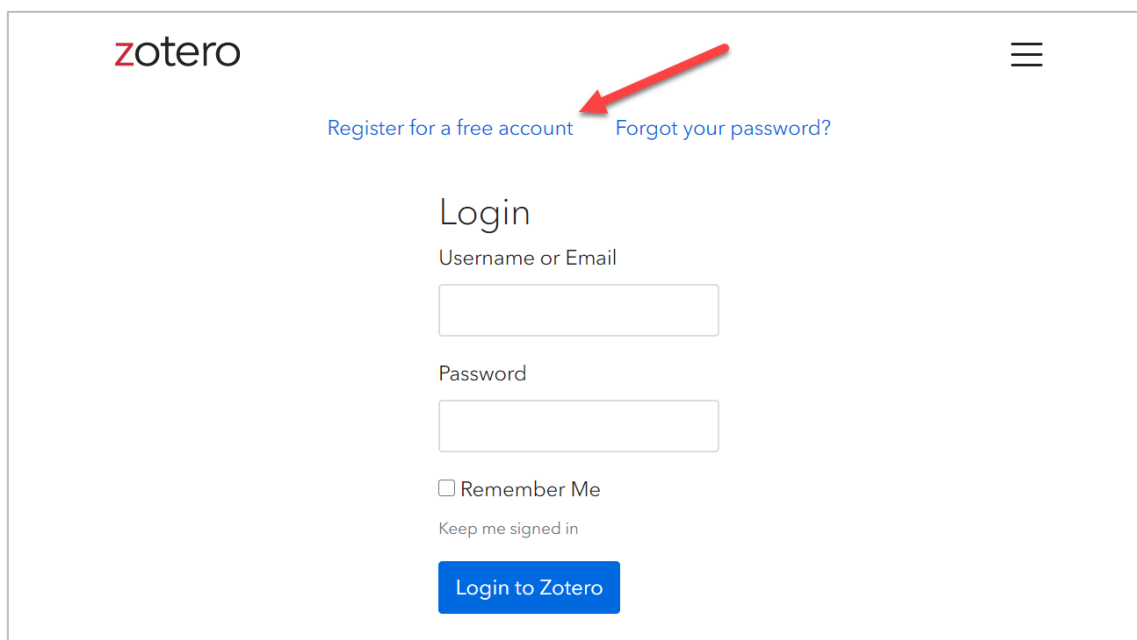 zotero
Register for a free account Forgot your password?
Login
Username or Email
Password
Remember Me
Keep me signed in
Login to Zotero